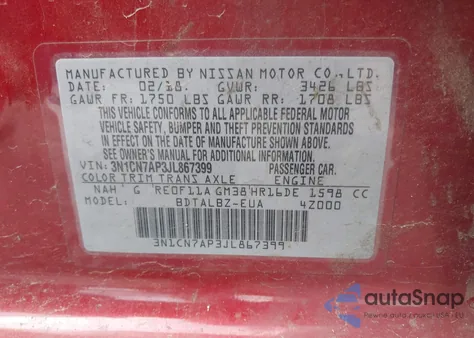 MANUFACTURED BY NISSAN MOTOR CO., LTD.
DATE: 02/18 GVWR: 3426 LBS
GAWR FR: 1750 LBS GAWR RR: 1708 LBS
THIS VEHICLE CONFORMS TO ALL APPLICABLE FEDERAL MOTOR
VEHICLE SAFETY, BUMPER AND THEFT PREVENTION STANDARDS
IN EFFECT ON THE DATE OF MANUFACTURE SHOWN ABOVE.
SEE OWNER'S MANUAL FOR ADDITIONAL INFORMATION.
VIN: 3N1CN7AP3JL867399 PASSENGER CAR.
COLOR TRIM TRANS AXLE ENGINE
NAH G RE0F11A GM38 HR16DE 1598 CC
MODEL: BDTALBZ-EUA 4Z000
3N1CN7AP3JL867399
autoSnap